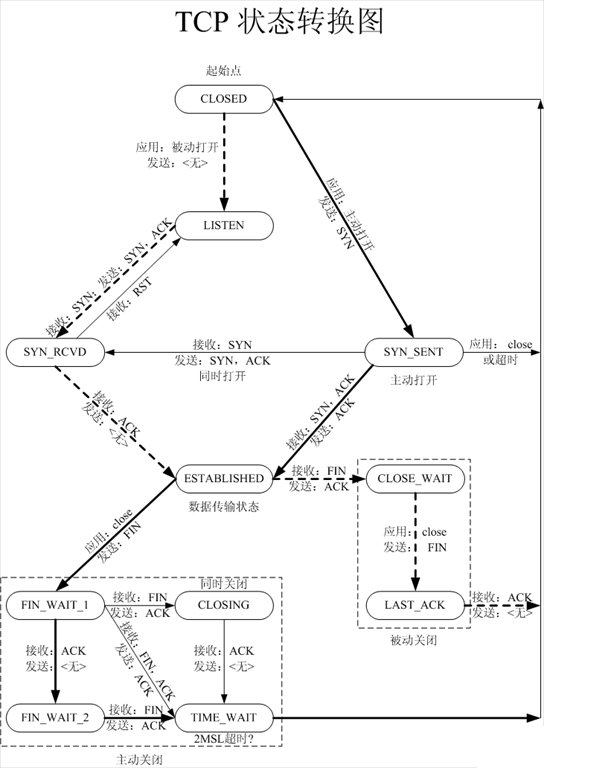 TCP 状态转换图
起始点
CLOSED
应用：被动打开
发送：<无>
应用：主动打开
发送：SYN
LISTEN
接收：SYN；发送：SYN，ACK
接收：RST
SYN_RCVD
接收：SYN
发送：SYN，ACK
同时打开
SYN_SENT
主动打开
应用： close
或超时
接收：ACK
发送：<无>
接收：SYN，ACK
发送：ACK
ESTABLISHED
数据传输状态
接收：FIN
发送：ACK
CLOSE_WAIT
应用：close
发送：FIN
应用：close
发送： FIN
同时关闭
FIN_WAIT_1
接收：FIN
发送：ACK
CLOSING
LAST_ACK
接收：ACK
发送：<无>
被动关闭
接收：ACK
发送：<无>
接收：FIN，ACK
发送：ACK
接收：ACK
发送：<无>
FIN_WAIT_2
接收：FIN
发送：ACK
TIME_WAIT
2MSL超时?
主动关闭